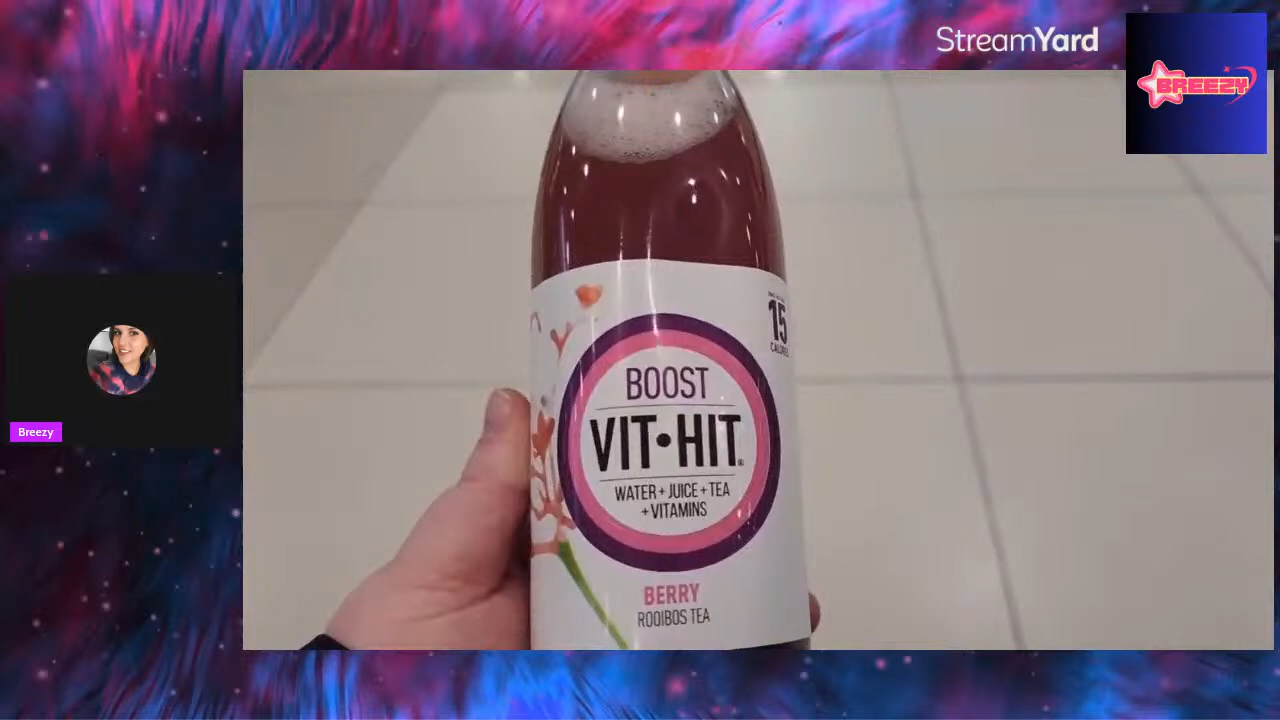 StreamYard
BREEZY
15
CALORIES
BOOST
VIT•HIT®
WATER + JUICE + TEA
+ VITAMINS
Breezy
BERRY
ROOIBOS TEA